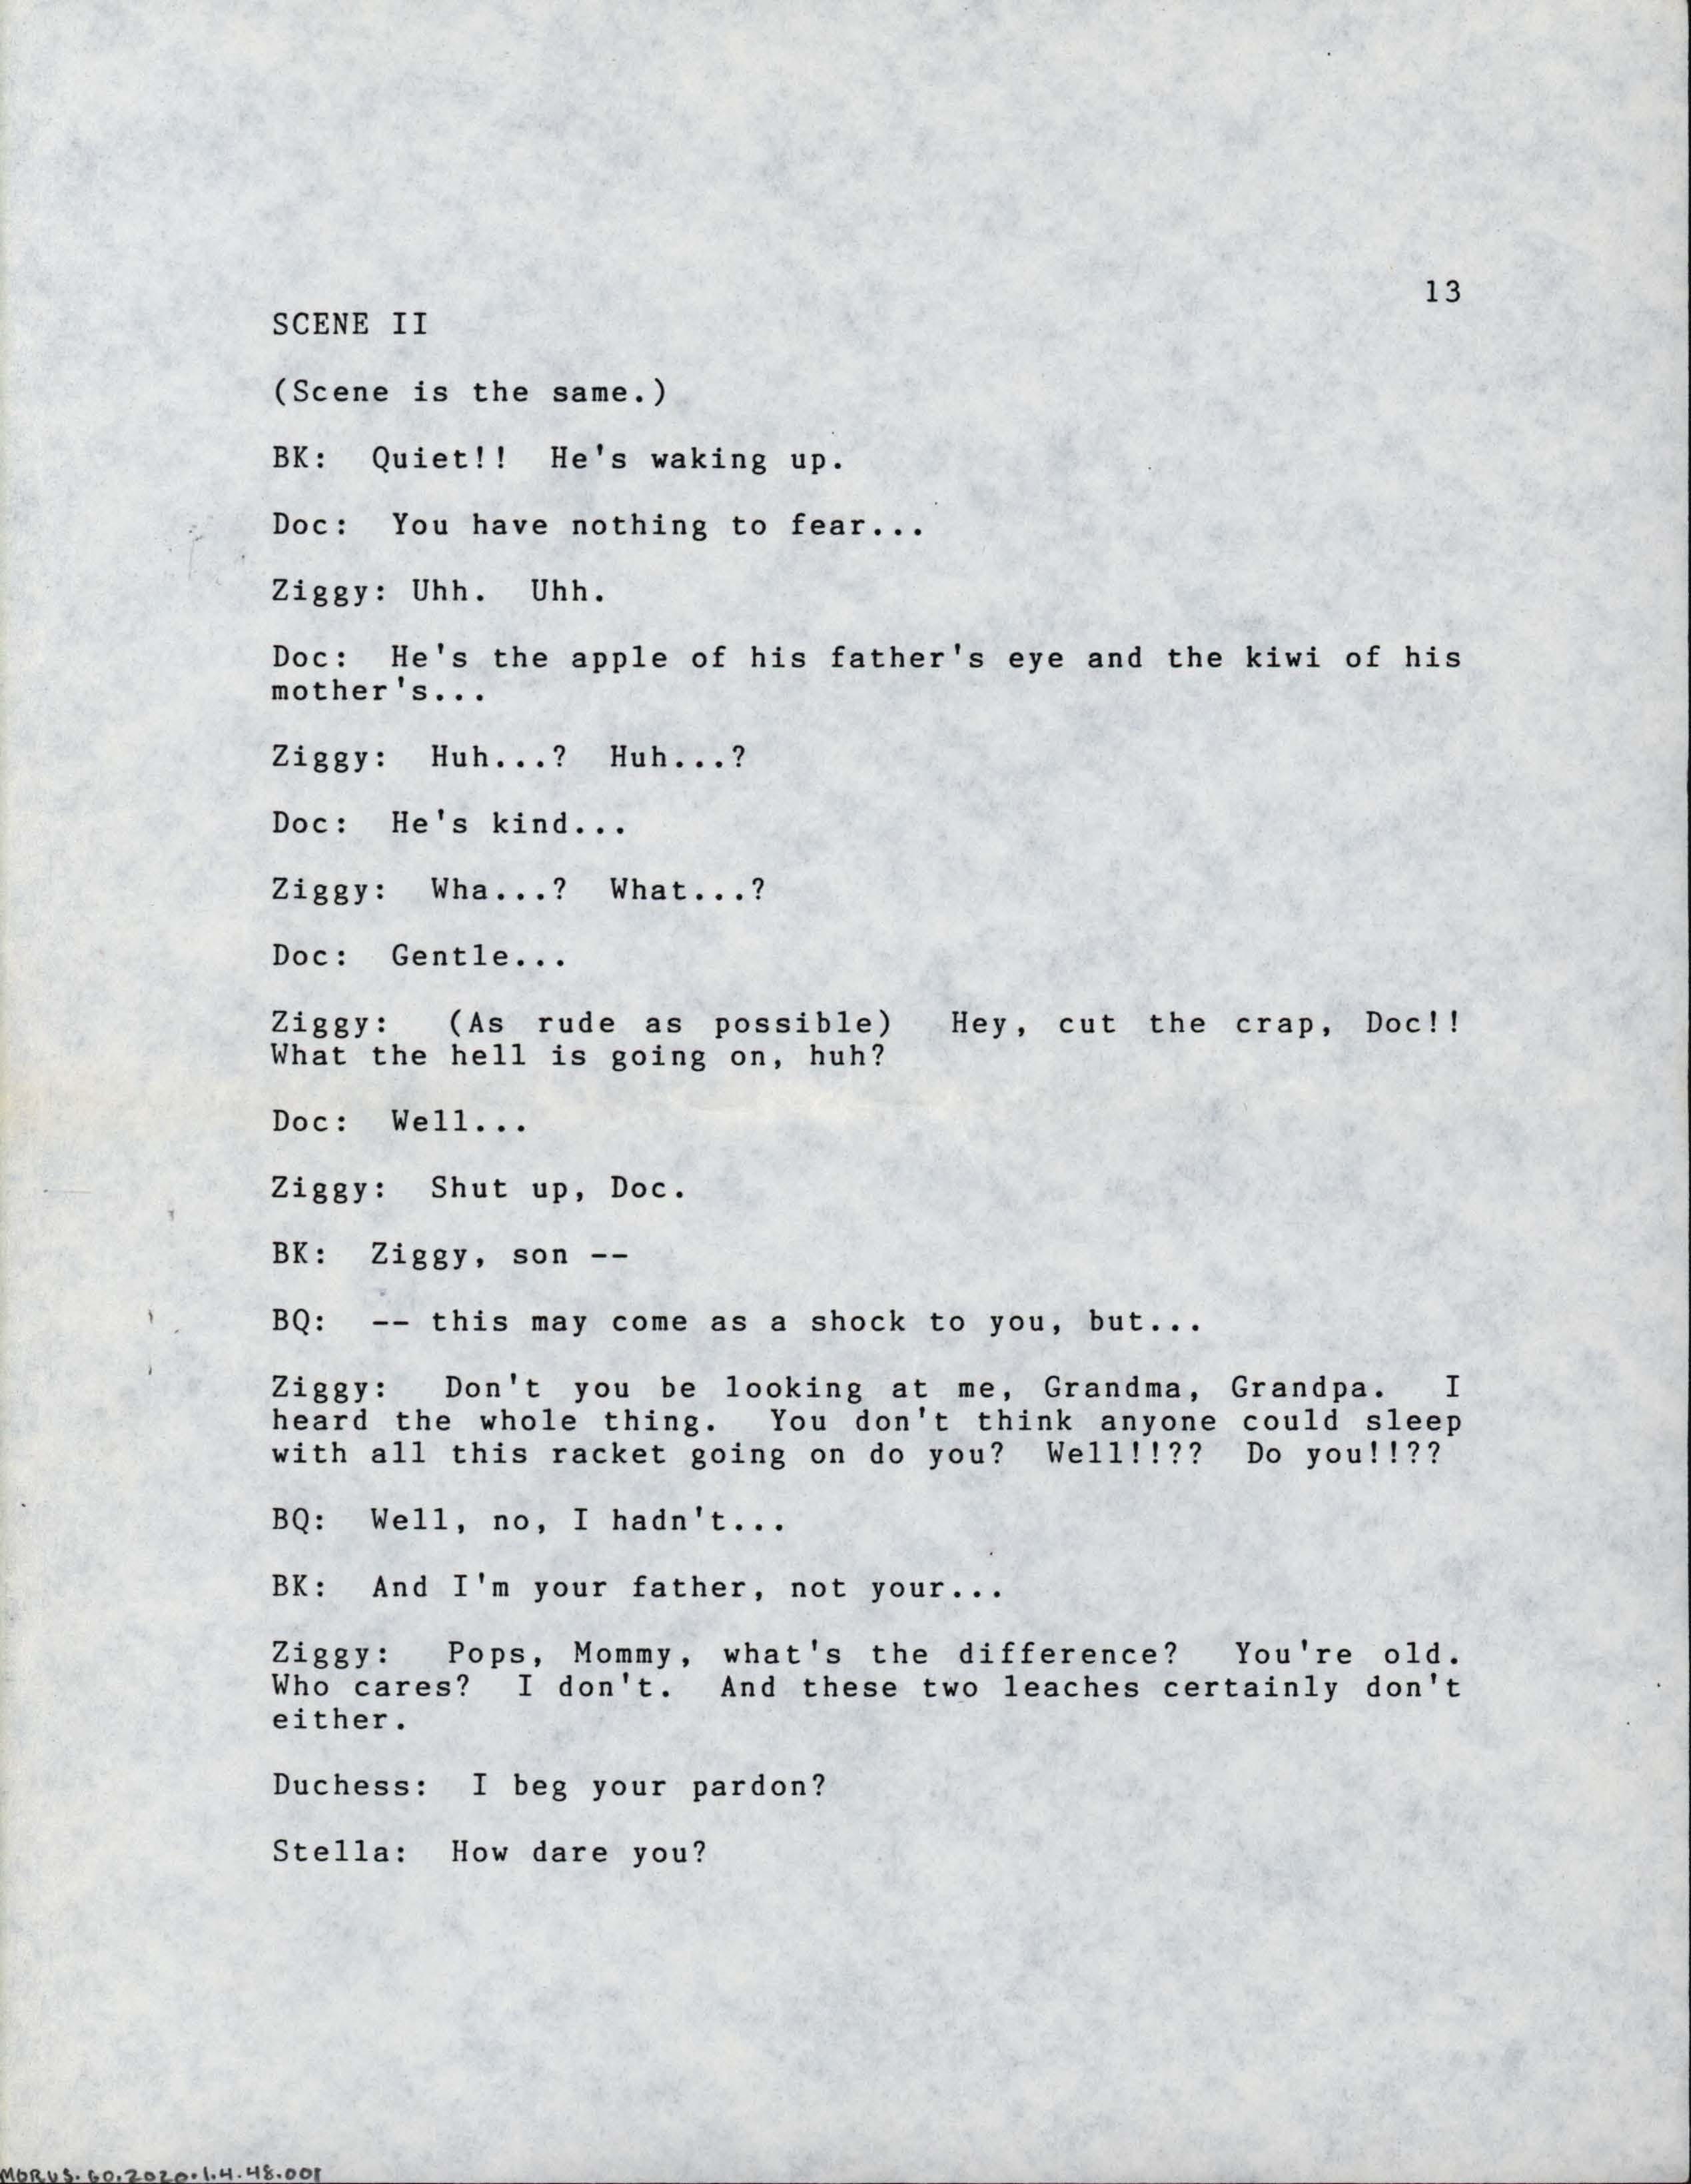 13
SCENE II
(Scene is the same.)
BK:  Quiet!!  He's waking up.
Doc:  You have nothing to fear...
Ziggy: Uhh.  Uhh.
Doc:  He's the apple of his father's eye and the kiwi of his
mother's...
Ziggy:  Huh...?  Huh...?
Doc:  He's kind...
Ziggy:  Wha...?  What...?
Doc:  Gentle...
Ziggy:  (As rude as possible)  Hey, cut the crap, Doc!!
What the hell is going on, huh?
Doc:  Well...
Ziggy:  Shut up, Doc.
BK:  Ziggy, son --
BQ:  -- this may come as a shock to you, but...
Ziggy:  Don't you be looking at me, Grandma, Grandpa.  I
heard the whole thing.  You don't think anyone could sleep
with all this racket going on do you?  Well!!??  Do you!!??
BQ:  Well, no, I hadn't...
BK:  And I'm your father, not your...
Ziggy:  Pops, Mommy, what's the difference?  You're old.
Who cares?  I don't.  And these two leaches certainly don't
either.
Duchess:  I beg your pardon?
Stella:  How dare you?
MORUS.60.2020.1.4.48.001